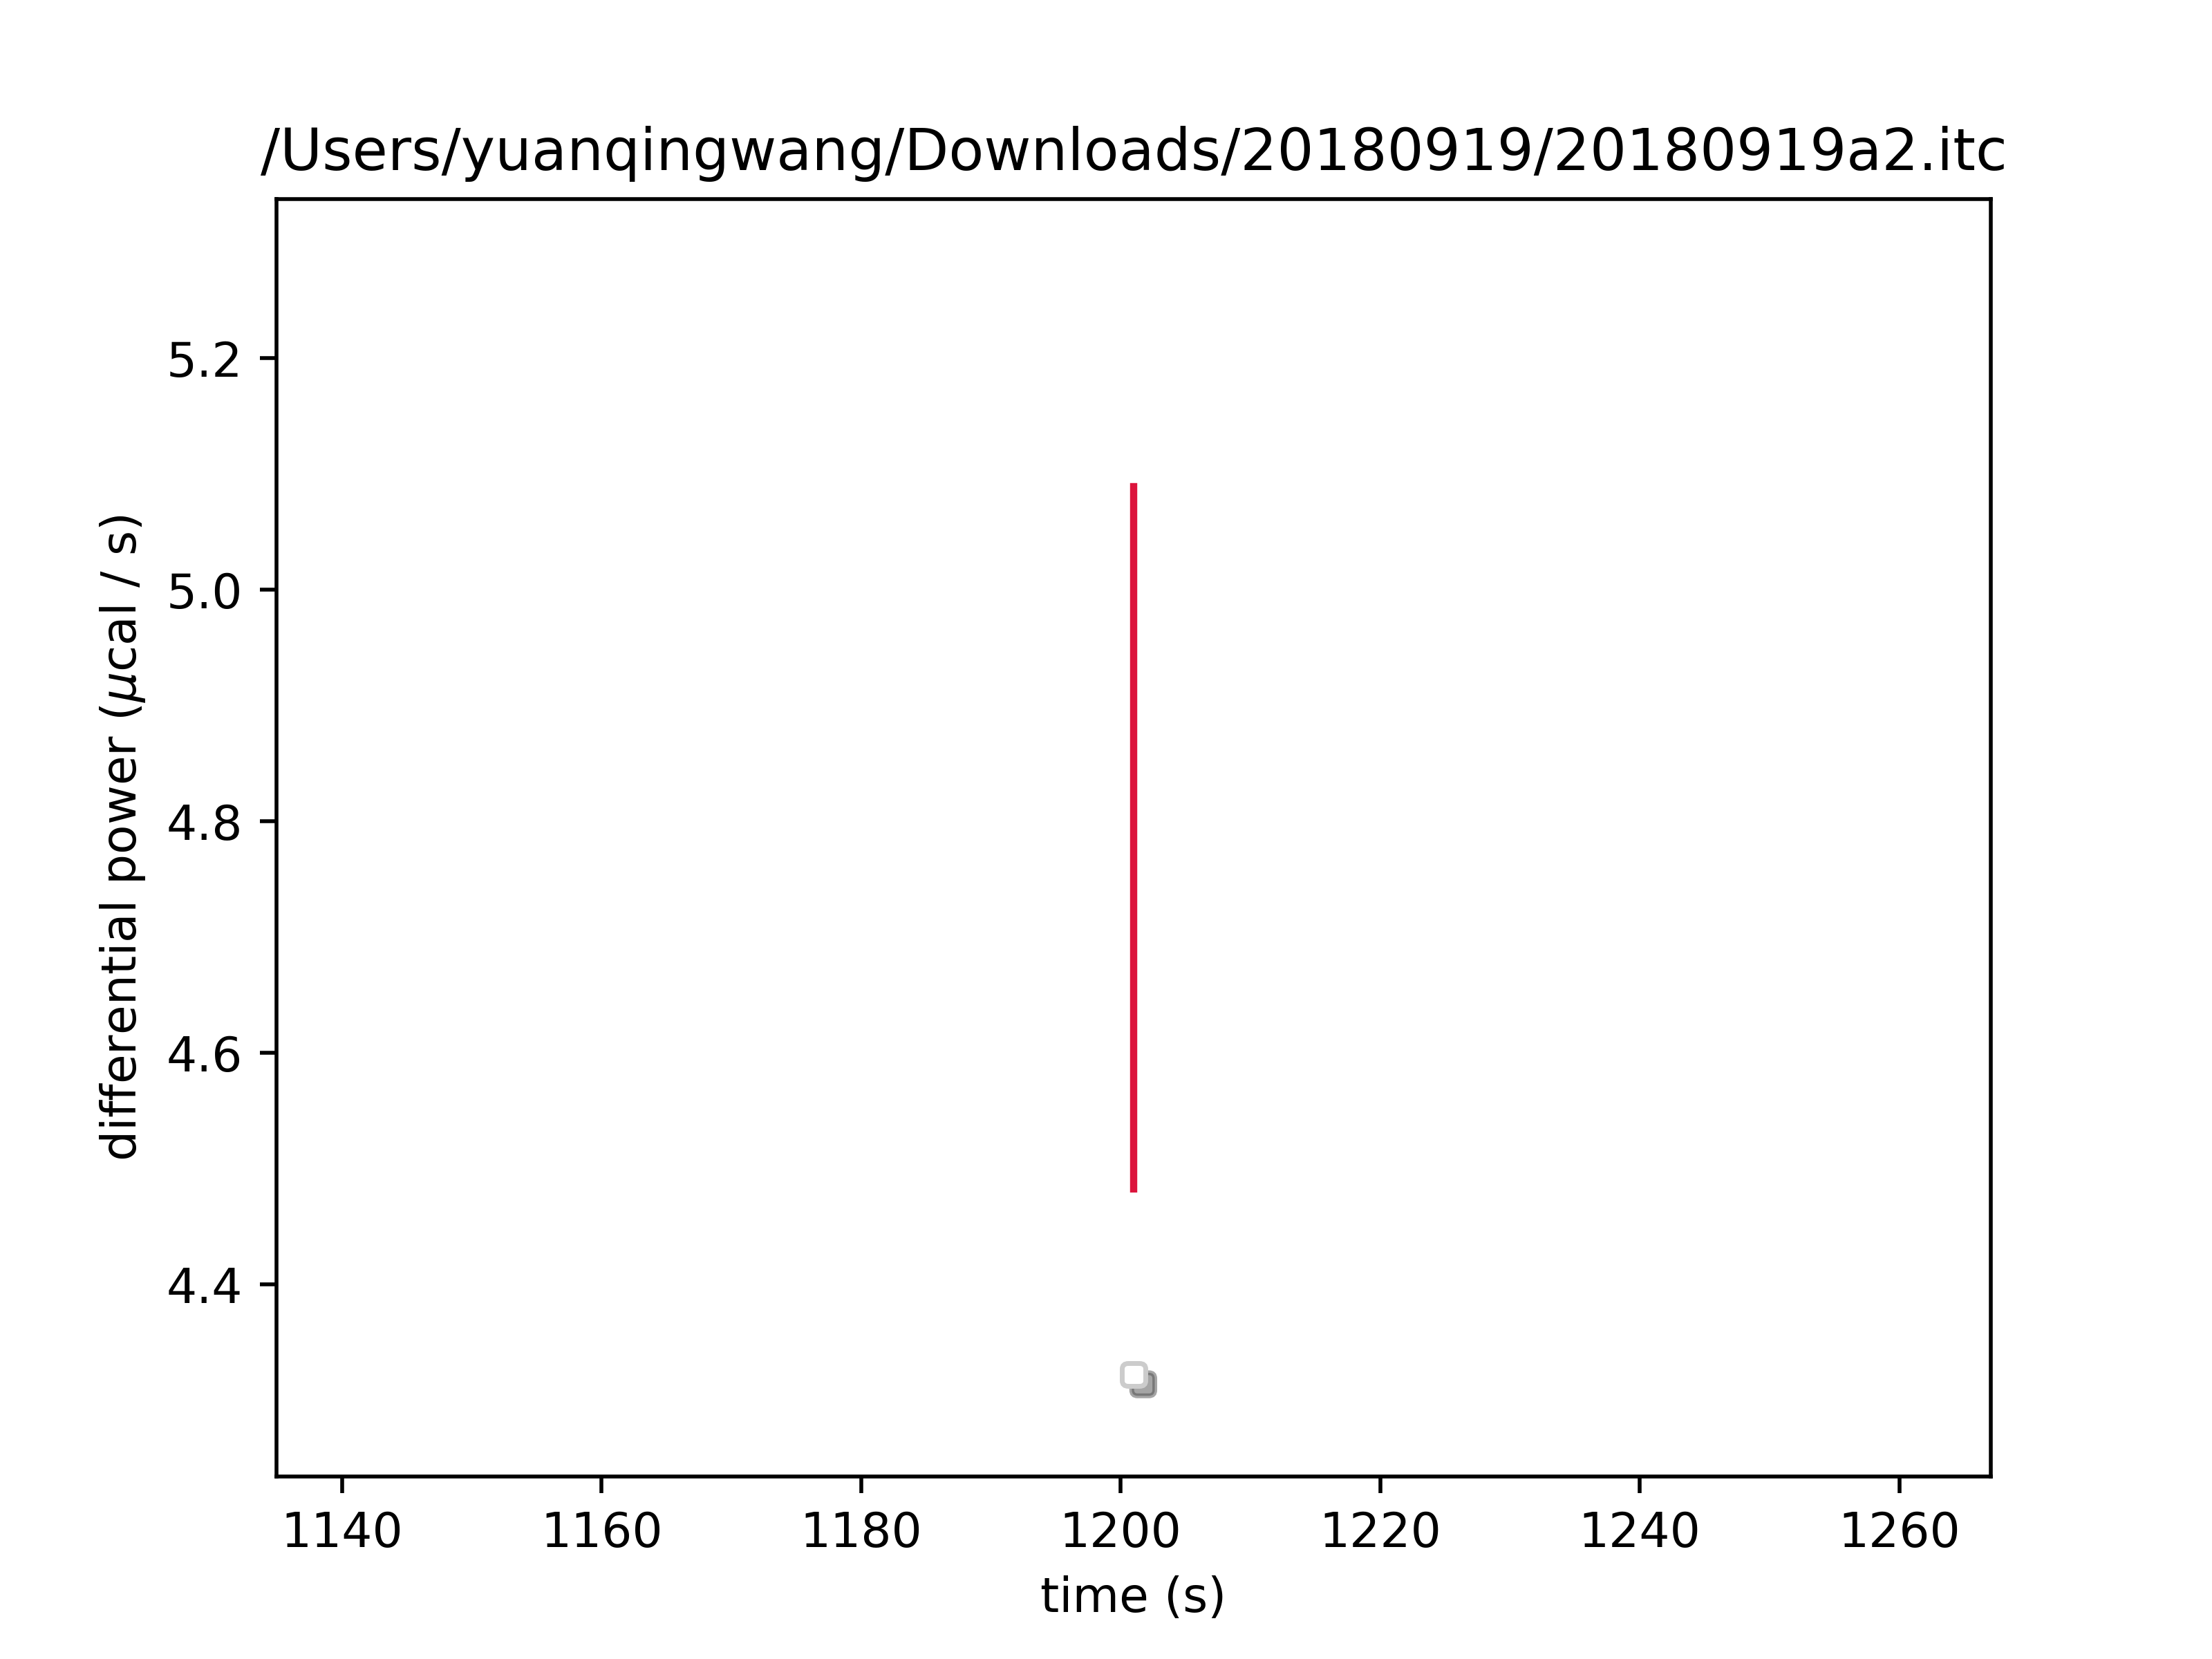 /Users/yuanqingwang/Downloads/20180919/20180919a2.itc
differential power (μcal / s)
5.2
5.0
4.8
4.6
4.4
1140 1160 1180 1200 1220 1240 1260
time (s)